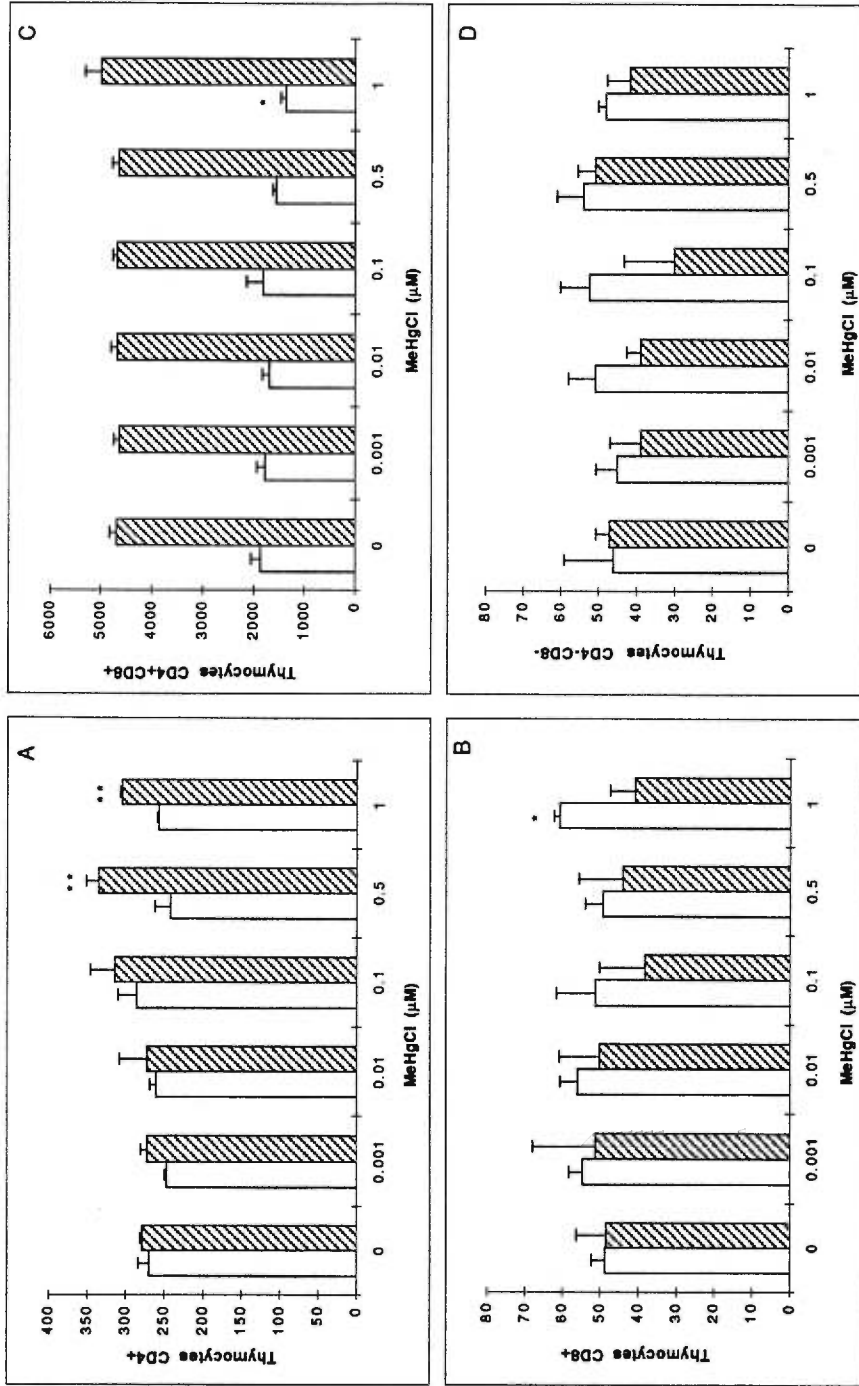 A
Thymocytes CD4+
400
350
300
250
200
150
100
50
0
** **
0 0.001 0.01 0.1 0.5 1
MeHgCl (µM)
C
Thymocytes CD4+CD8+
6000
5000
4000
3000
2000
1000
0
*
0 0.001 0.01 0.1 0.5 1
MeHgCl (µM)
B
Thymocytes CD8+
80
70
60
50
40
30
20
10
0
*
0 0.001 0.01 0.1 0.5 1
MeHgCl (µM)
D
Thymocytes CD4-CD8-
80
70
60
50
40
30
20
10
0
0 0.001 0.01 0.1 0.5 1
MeHgCl (µM)